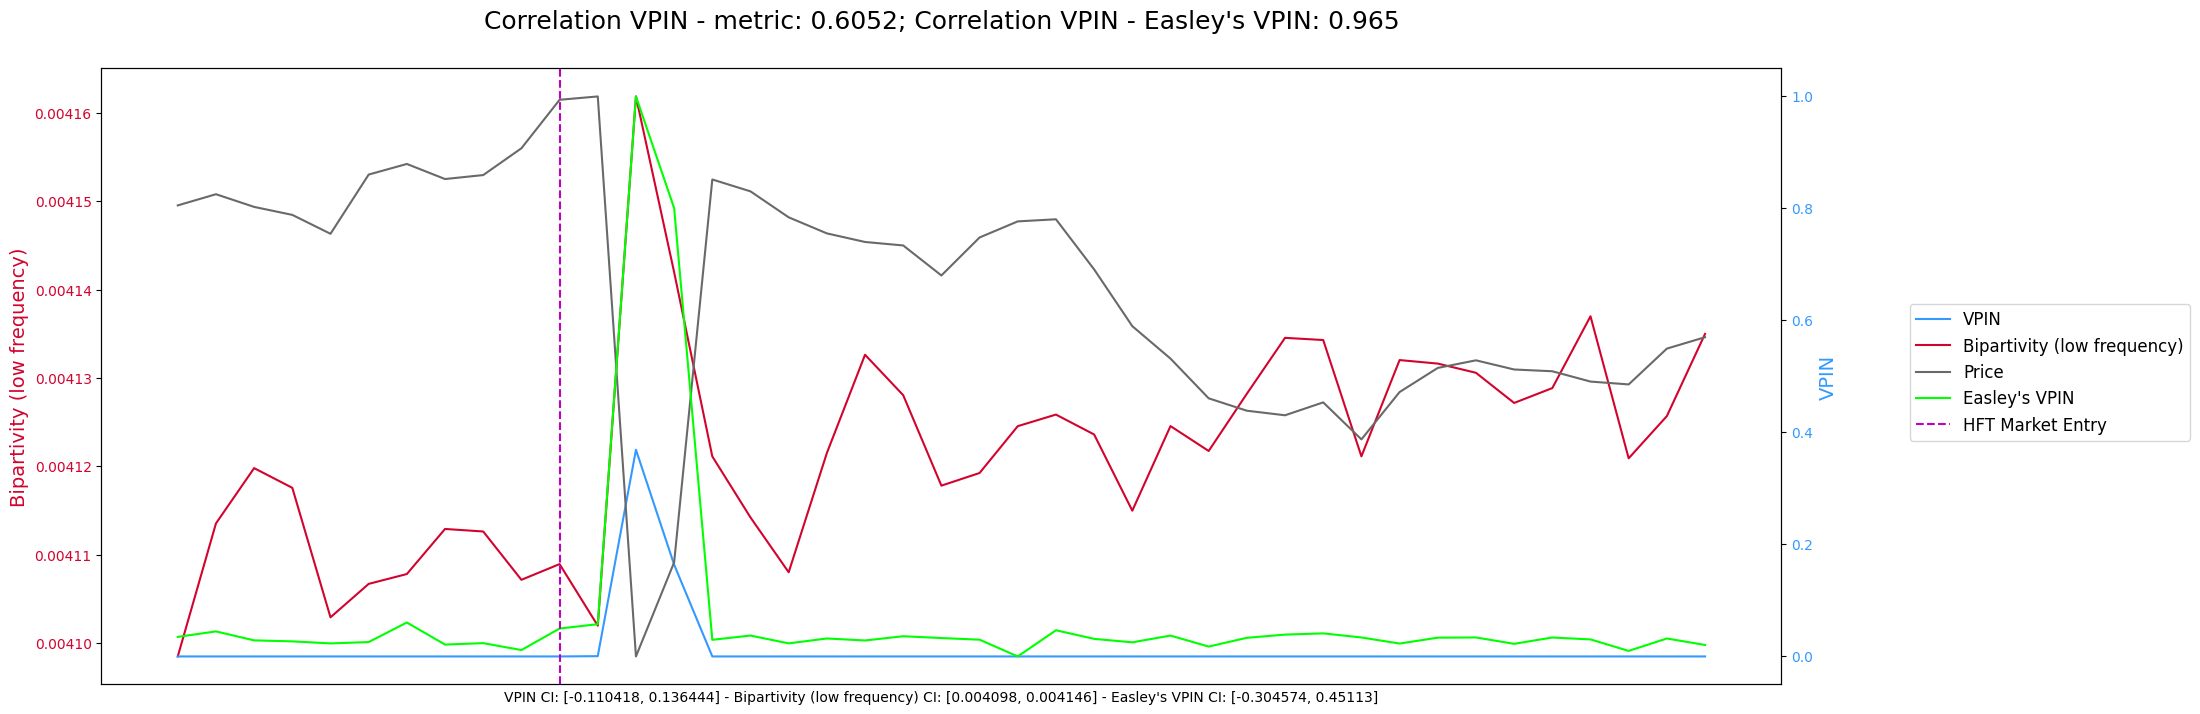 Correlation VPIN - metric: 0.6052; Correlation VPIN - Easley's VPIN: 0.965
0.00416
0.00415
0.00414
0.00413
0.00412
0.00411
0.00410
Bipartivity (low frequency)
1.0
0.8
0.6
0.4
0.2
0.0
VPIN
VPIN
Bipartivity (low frequency)
Price
Easley's VPIN
HFT Market Entry
VPIN CI: [-0.110418, 0.136444] - Bipartivity (low frequency) CI: [0.004098, 0.004146] - Easley's VPIN CI: [-0.304574, 0.45113]